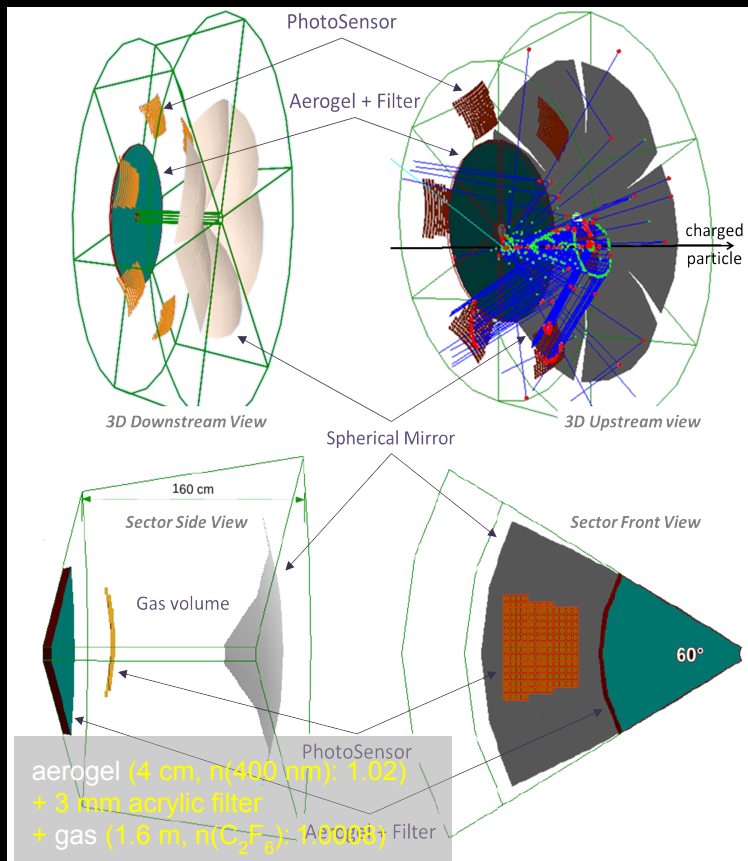 PhotoSensor
Aerogel + Filter
charged
particle
3D Downstream View
3D Upstream view
Spherical Mirror
160 cm
Sector Side View
Sector Front View
Gas volume
60°
PhotoSensor
aerogel (4 cm, n(400 nm): 1.02)
+ 3 mm acrylic filter
+ gas (1.6 m, n(C₂F₆): 1.0008)
Aerogel + Filter